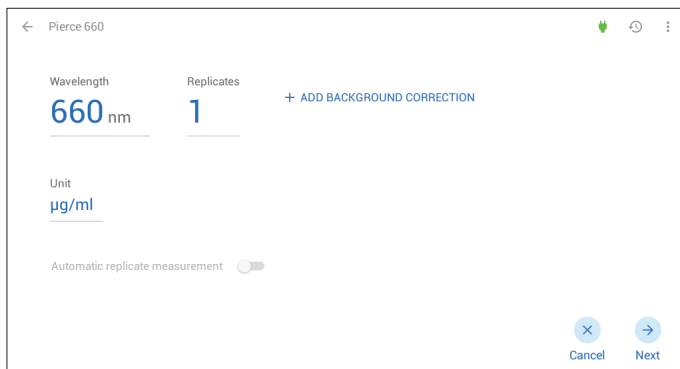 Pierce 660
Wavelength
Replicates
660 nm
1
+ ADD BACKGROUND CORRECTION
Unit
µg/ml
Automatic replicate measurement
Cancel
Next